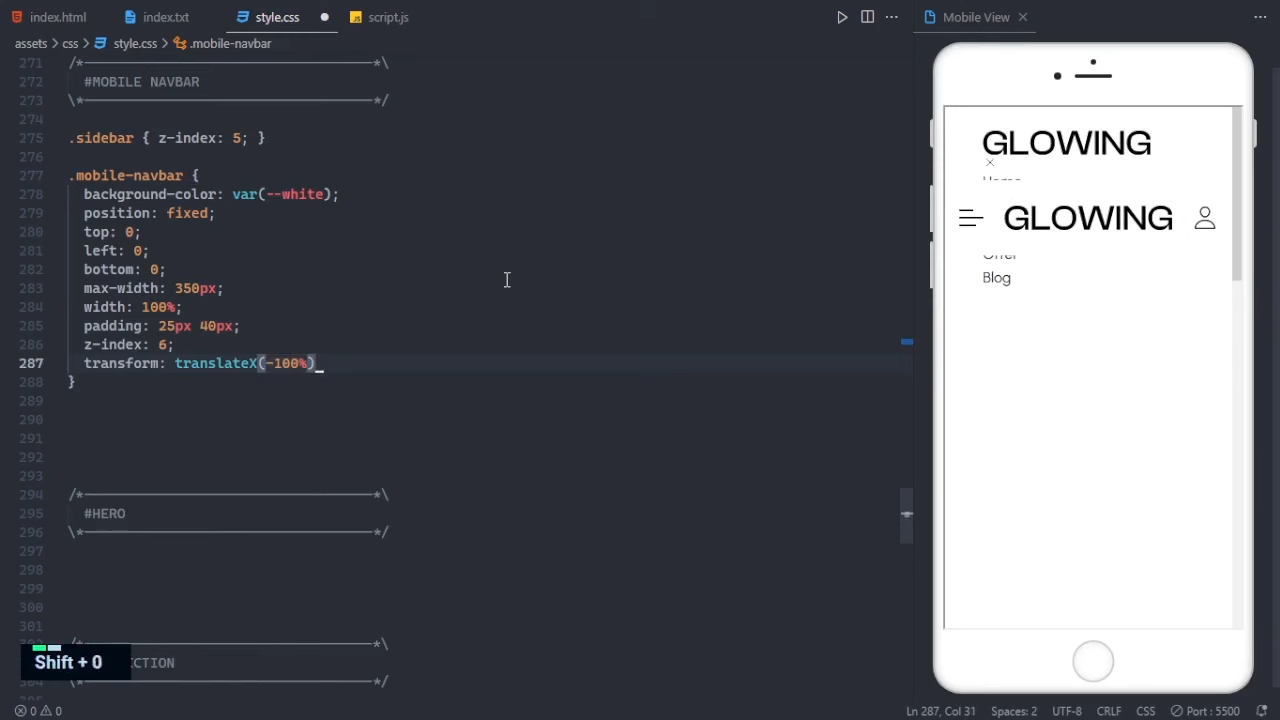 index.html index.txt style.css script.js Mobile View
assets > css > style.css > .mobile-navbar
271 /*——————————*\
272 #MOBILE NAVBAR
273 \*——————————*/
274
275 .sidebar { z-index: 5; }
276
277 .mobile-navbar {
278 background-color: var(--white);
279 position: fixed;
280 top: 0;
281 left: 0;
282 bottom: 0;
283 max-width: 350px;
284 width: 100%;
285 padding: 25px 40px;
286 z-index: 6;
287 transform: translateX(-100%)
288 }
289
290
291
292
293
294 /*——————————*\
295 #HERO
296 \*——————————*/
297
298
299
300
301
/*——————————*\
CTION
304 \*——————————*/
Shift + 0
GLOWING
Home
GLOWING
Offer
Blog
0 0 Ln 287, Col 31 Spaces: 2 UTF-8 CRLF CSS Port : 5500